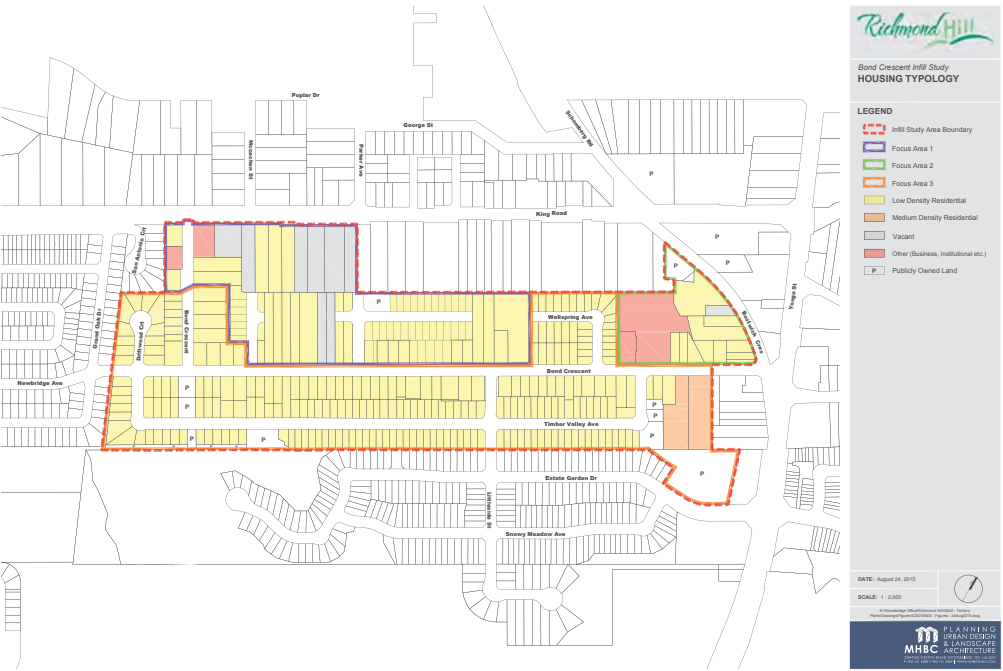 Richmond Hill
Bond Crescent Infill Study
HOUSING TYPOLOGY
LEGEND
Infill Study Area Boundary
Focus Area 1
Focus Area 2
Focus Area 3
Low Density Residential
Medium Density Residential
Vacant
Other (Business, Institutional etc.)
P Publicly Owned Land
Poplar Dr
George St
Schomberg Rd
Mccachen St
Parker Ave
P
King Road
San Antonio Crt
P
P
P
Yonge St
P
Grand Oak Dr
Driftwood Crt
Bond Crescent
Wellspring Ave
Bostwick Cres
Bond Crescent
Newbridge Ave
P
P
P
P
Timber Valley Ave
P
P
P
P
Estate Garden Dr
Snowy Meadow Ave
DATE: August 24, 2015
SCALE: 1 : 2,000
MHBC
PLANNING
URBAN DESIGN
& LANDSCAPE
ARCHITECTURE